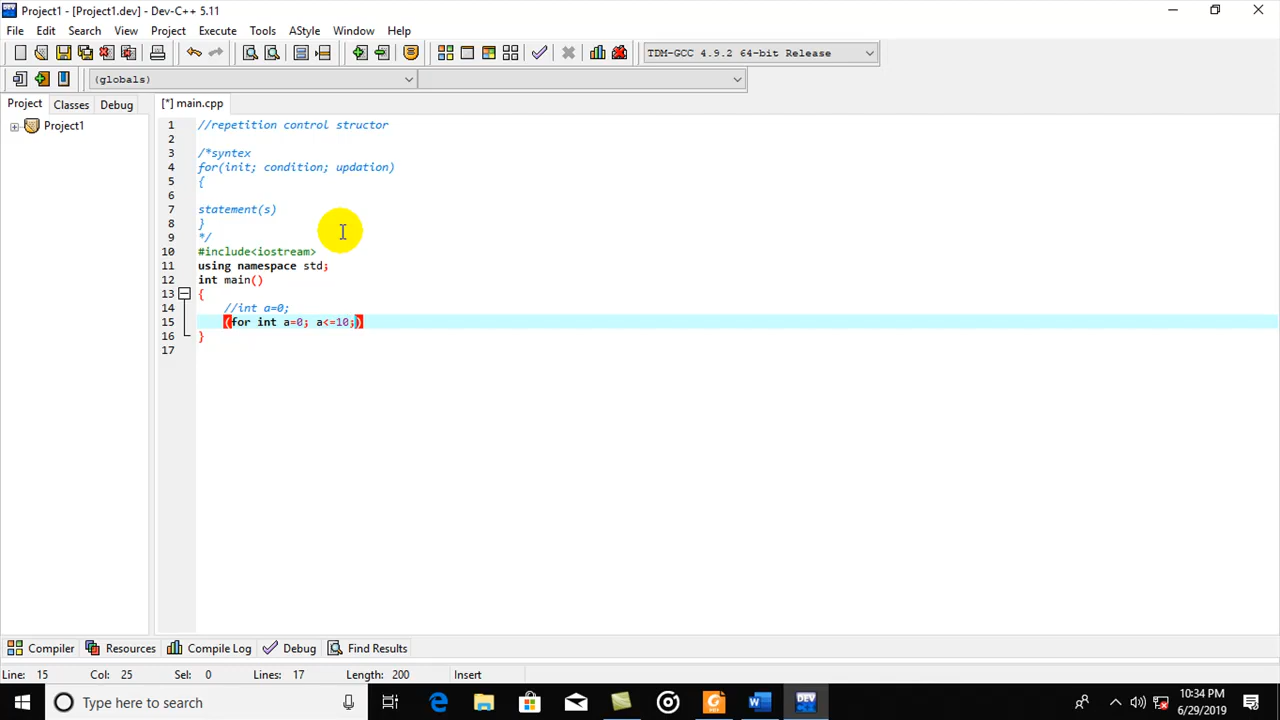 Project1 - [Project1.dev] - Dev-C++ 5.11
File Edit Search View Project Execute Tools AStyle Window Help
TDM-GCC 4.9.2 64-bit Release
(globals)
Project Classes Debug [*] main.cpp
Project1
1 //repetition control structor
2
3 /*syntex
4 for(init; condition; updation)
5 {
6
7 statement(s)
8 }
9 */
10 #include<iostream>
11 using namespace std;
12 int main()
13 {
14 //int a=0;
15 (for int a=0; a<=10;)
16 }
17
Compiler Resources Compile Log Debug Find Results
Line: 15 Col: 25 Sel: 0 Lines: 17 Length: 200 Insert
Type here to search
DEV
10:34 PM
6/29/2019